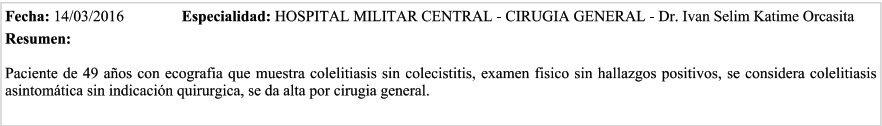 Fecha: 14/03/2016 Especialidad: HOSPITAL MILITAR CENTRAL - CIRUGIA GENERAL - Dr. Ivan Selim Katime Orcasita
Resumen:
Paciente de 49 años con ecografia que muestra colelitiasis sin colecistitis, examen fisico sin hallazgos positivos, se considera colelitiasis
asintomática sin indicación quirurgica, se da alta por cirugia general.